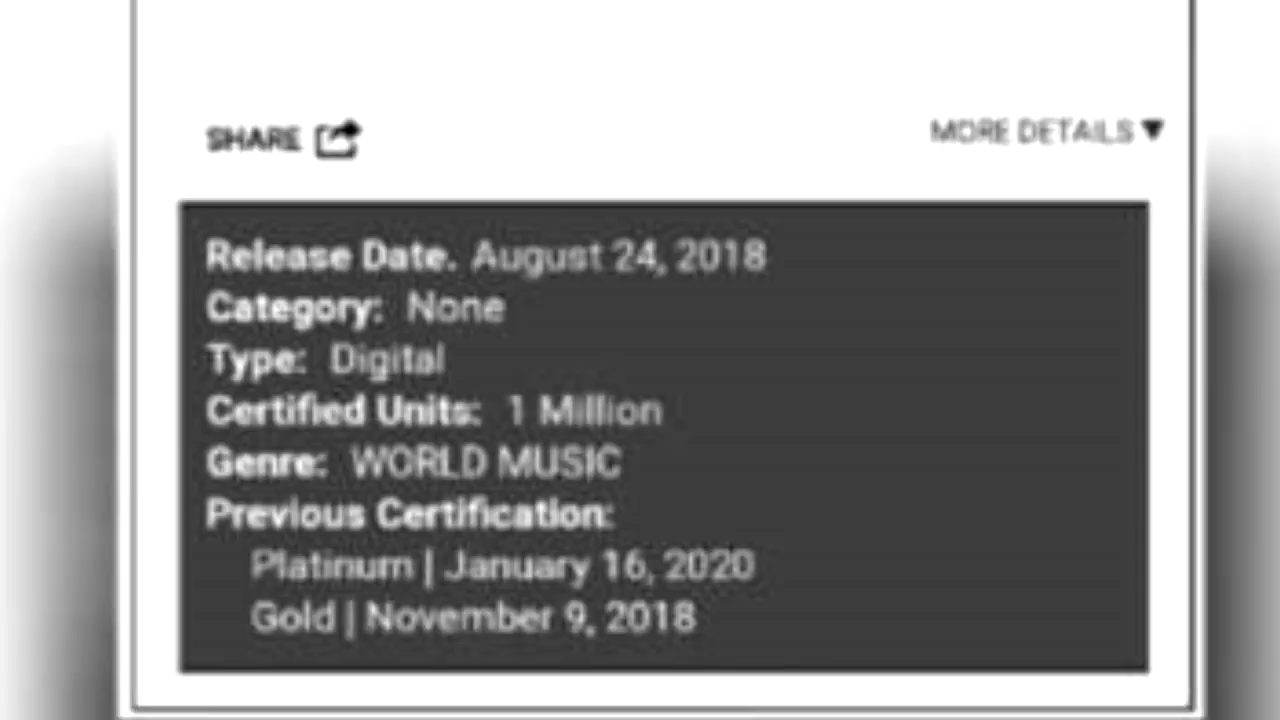 SHARE
MORE DETAILS ▼
Release Date. August 24, 2018
Category: None
Type: Digital
Certified Units: 1 Million
Genre: WORLD MUSIC
Previous Certification:
Platinum | January 16, 2020
Gold | November 9, 2018